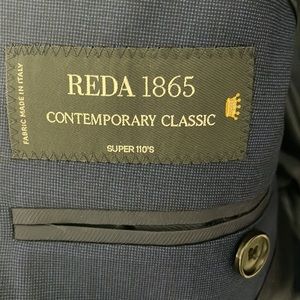 FABRIC MADE IN ITALY
REDA 1865
CONTEMPORARY CLASSIC
SUPER 110'S